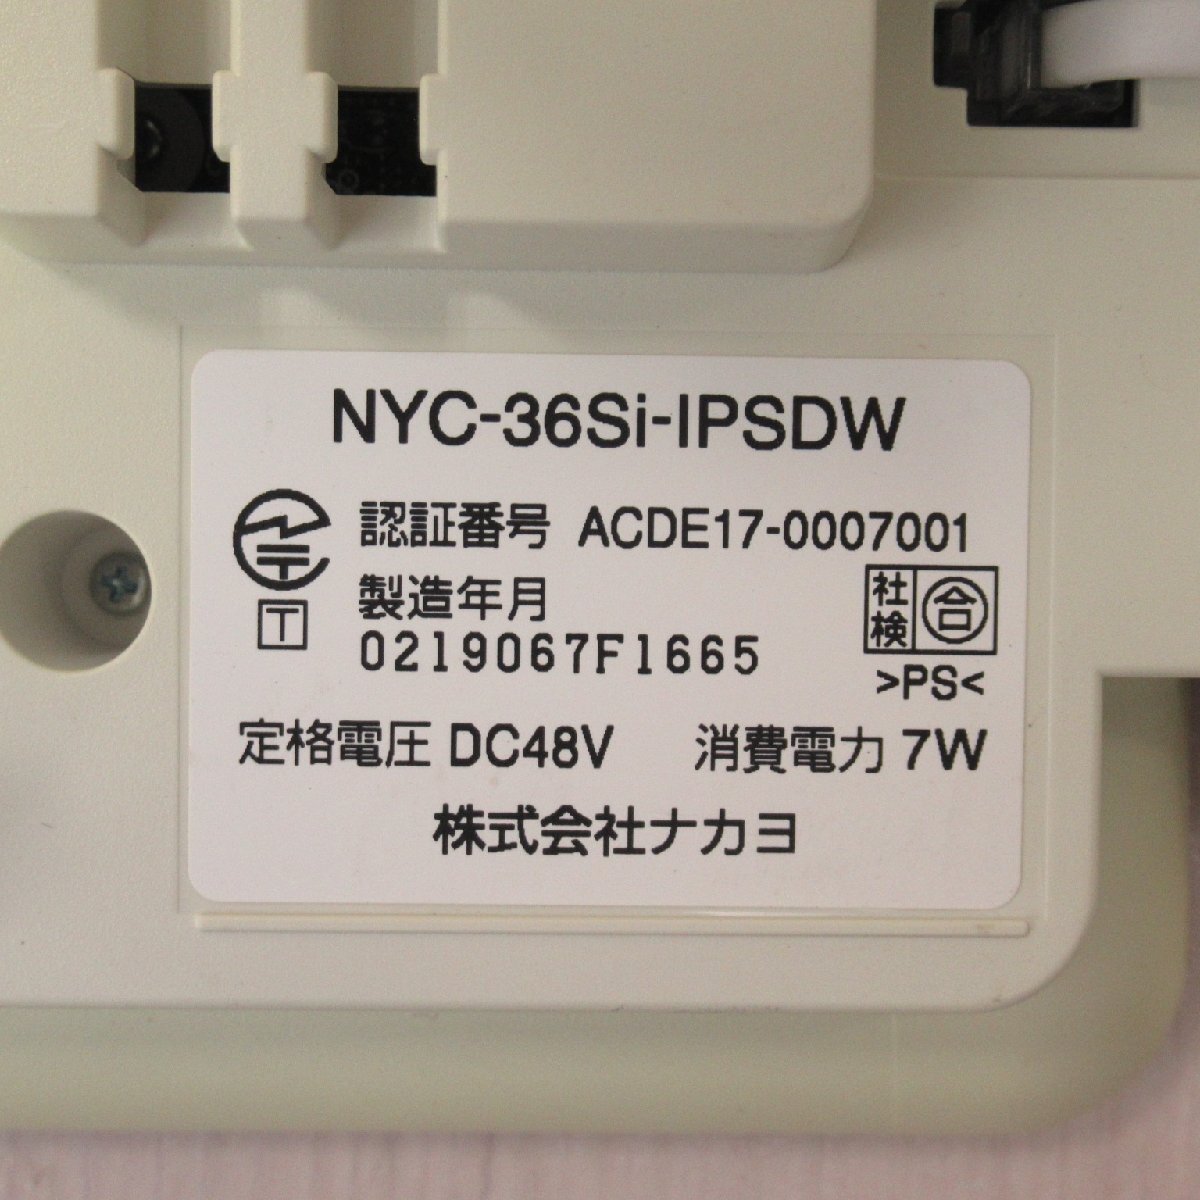 NYC-36Si-IPSDW
認証番号 ACDE17-0007001
T
製造年月
0219067F1665
社検 合
>PS<
定格電圧 DC48V 消費電力 7W
株式会社ナカヨ